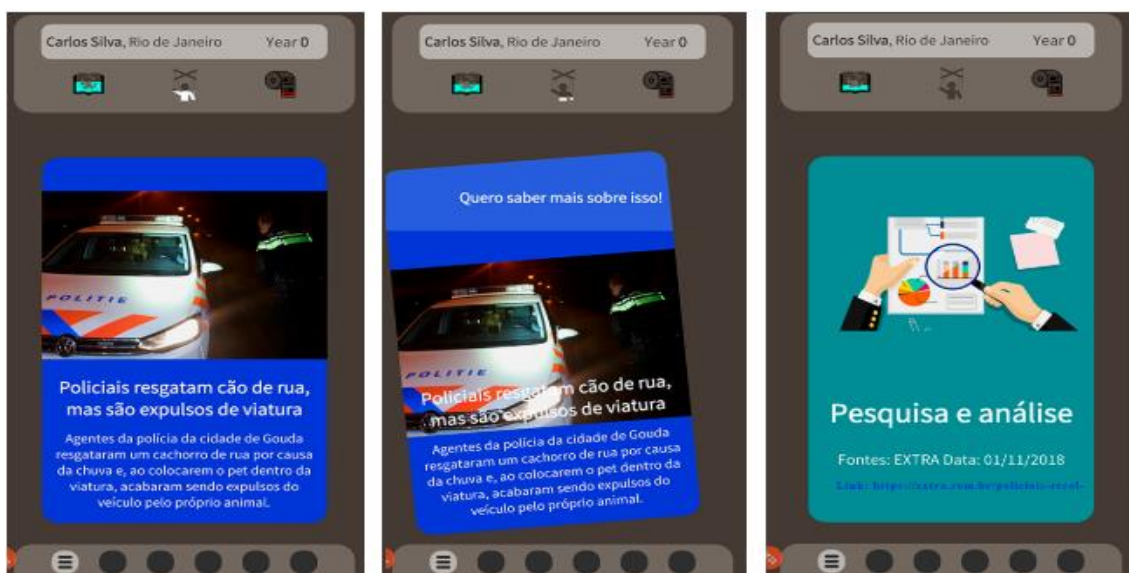 Carlos Silva, Rio de Janeiro Year 0
POLITIE
Policiais resgatam cão de rua,
mas são expulsos de viatura
Agentes da polícia da cidade de Gouda
resgataram um cachorro de rua por causa
da chuva e, ao colocarem o pet dentro da
viatura, acabaram sendo expulsos do
veículo pelo próprio animal.
Carlos Silva, Rio de Janeiro Year 0
Quero saber mais sobre isso!
POLITIE
Policiais resgatam cão de rua,
mas são expulsos de viatura
Agentes da polícia da cidade de Gouda
resgataram um cachorro de rua por causa
da chuva e, ao colocarem o pet dentro da
viatura, acabaram sendo expulsos do
veículo pelo próprio animal.
Carlos Silva, Rio de Janeiro Year 0
Pesquisa e análise
Fontes: EXTRA Data: 01/11/2018
Link: